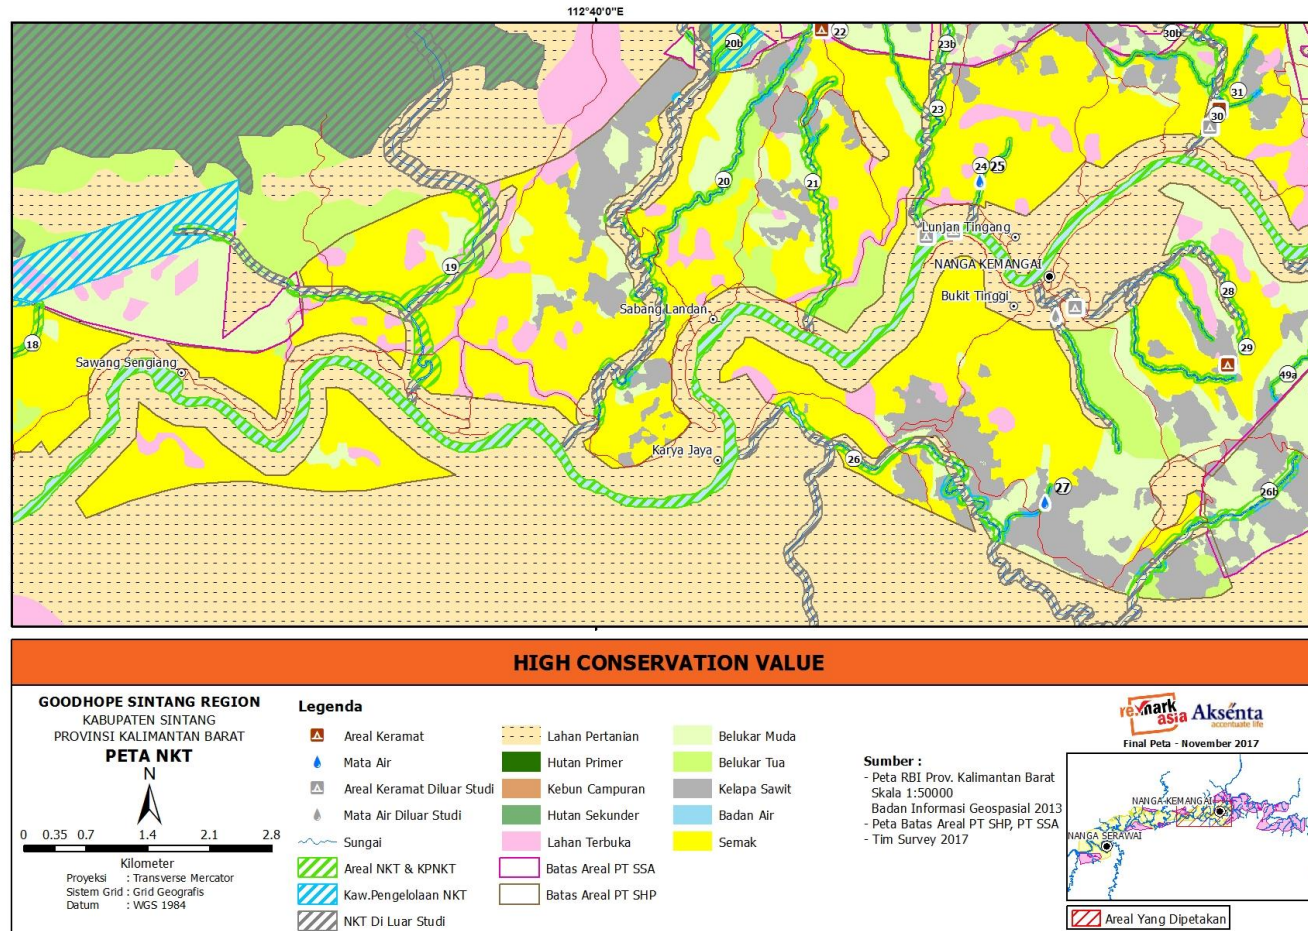 112°40'0"E
20b
22
23b
30b
31
30
23
24
25
20
21
Lunjan Tingang
19
NANGA KEMANGAI
28
Bukit Tinggi
Sabang Landan
18
29
Sawang Sengiang
49a
Karya Jaya
26
27
26b
HIGH CONSERVATION VALUE
GOODHOPE SINTANG REGION
KABUPATEN SINTANG
PROVINSI KALIMANTAN BARAT
PETA NKT
N
0 0.35 0.7 1.4 2.1 2.8
Kilometer
Proyeksi : Transverse Mercator
Sistem Grid : Grid Geografis
Datum : WGS 1984
Legenda
Areal Keramat
Mata Air
Areal Keramat Diluar Studi
Mata Air Diluar Studi
Sungai
Areal NKT & KPNKT
Kaw.Pengelolaan NKT
NKT Di Luar Studi
Lahan Pertanian
Hutan Primer
Kebun Campuran
Hutan Sekunder
Lahan Terbuka
Batas Areal PT SSA
Batas Areal PT SHP
Belukar Muda
Belukar Tua
Kelapa Sawit
Badan Air
Semak
Sumber :
- Peta RBI Prov. Kalimantan Barat
Skala 1:50000
Badan Informasi Geospasial 2013
- Peta Batas Areal PT SHP, PT SSA
- Tim Survey 2017
re.mark asia
Aksenta
accentuate life
Final Peta - November 2017
NANGA KEMANGAI
NANGA SERAWAI
Areal Yang Dipetakan